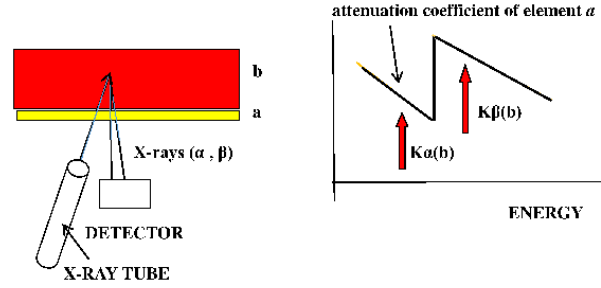 b
a
X-rays (α , β)
DETECTOR
X-RAY TUBE
attenuation coefficient of element a
Kβ(b)
Kα(b)
ENERGY